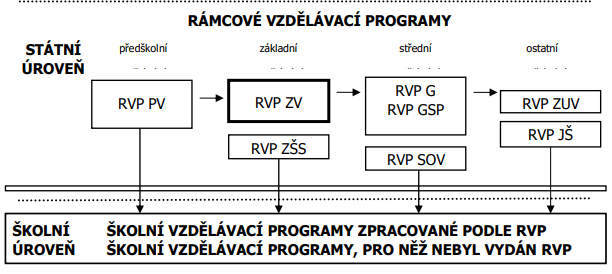 RÁMCOVÉ VZDĚLÁVACÍ PROGRAMY
STÁTNÍ
ÚROVEŇ
předškolní základní střední ostatní
RVP PV
RVP ZV
RVP G
RVP GSP
RVP ZUV
RVP ZŠS
RVP SOV
RVP JŠ
ŠKOLNÍ ŠKOLNÍ VZDĚLÁVACÍ PROGRAMY ZPRACOVANÉ PODLE RVP
ÚROVEŇ ŠKOLNÍ VZDĚLÁVACÍ PROGRAMY, PRO NĚŽ NEBYL VYDÁN RVP